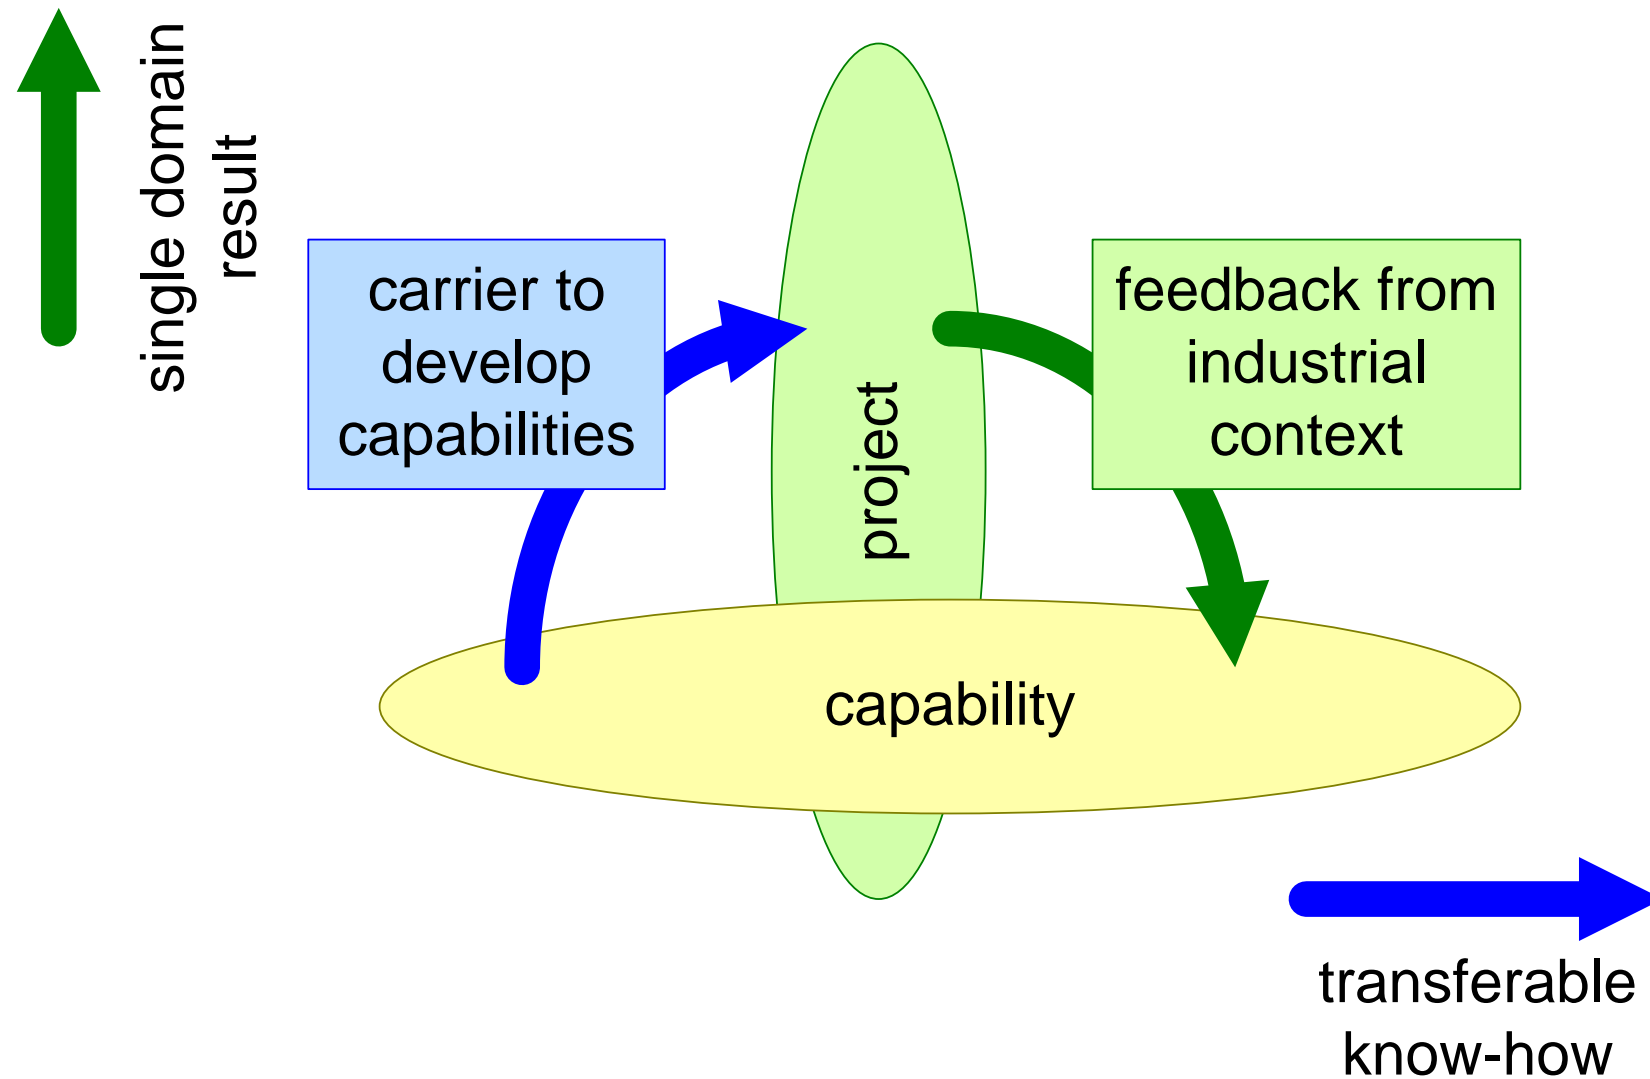 single domain
result
carrier to
develop
capabilities
project
feedback from
industrial
context
capability
transferable
know-how